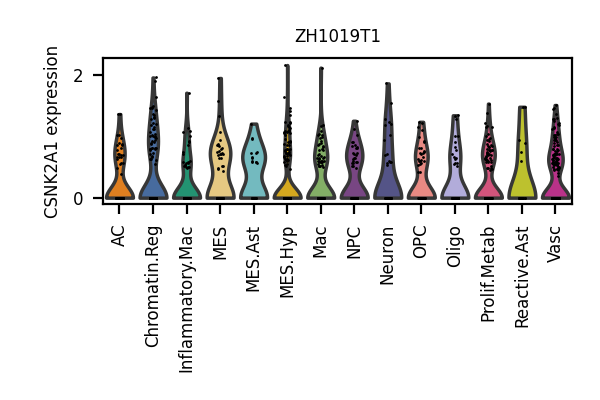 ZH1019T1
CSNK2A1 expression
2
0
AC
Chromatin.Reg
Inflammatory.Mac
MES
MES.Ast
MES.Hyp
Mac
NPC
Neuron
OPC
Oligo
Prolif.Metab
Reactive.Ast
Vasc